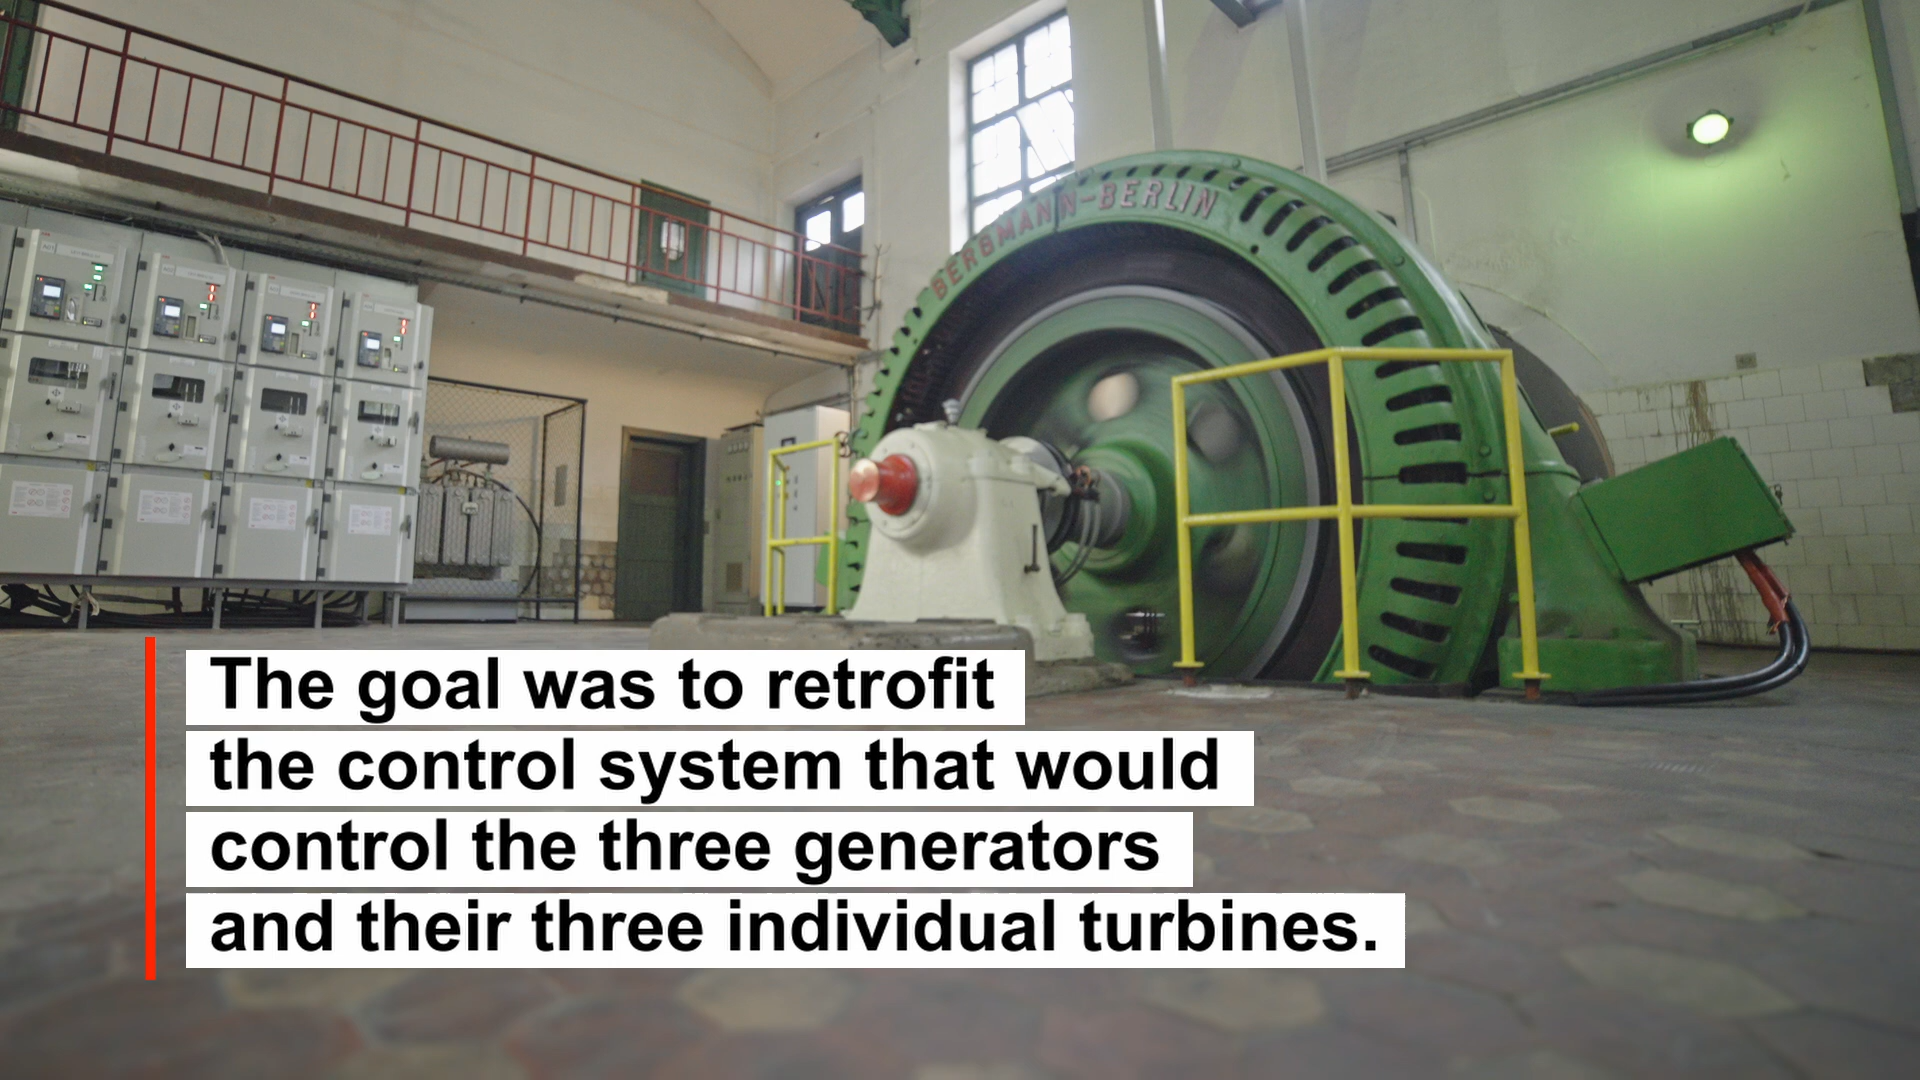 BERGMANN-BERLIN
The goal was to retrofit
the control system that would
control the three generators
and their three individual turbines.